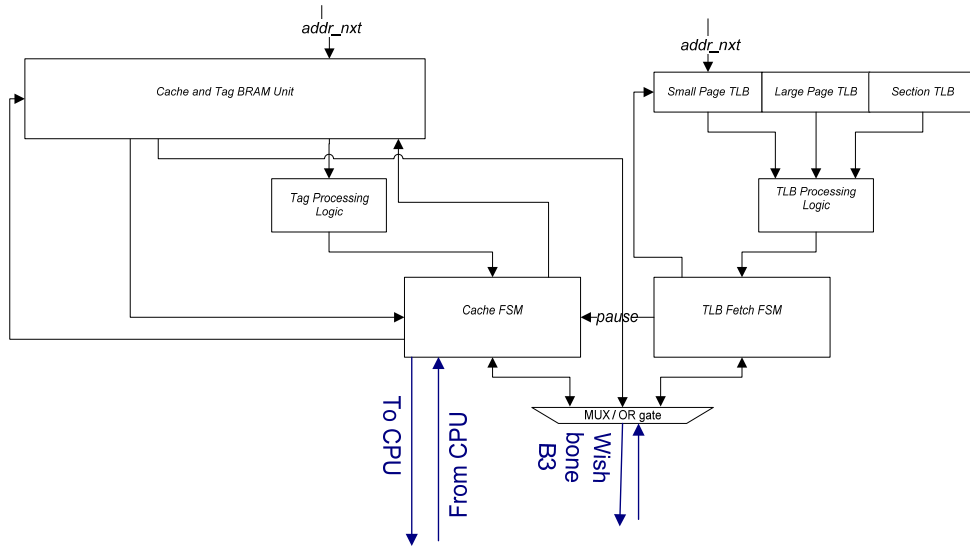 addr_nxt
addr_nxt
Cache and Tag BRAM Unit
Small Page TLB
Large Page TLB
Section TLB
Tag Processing
Logic
TLB Processing
Logic
Cache FSM
pause
TLB Fetch FSM
MUX / OR gate
To CPU
From CPU
Wish
bone
B3